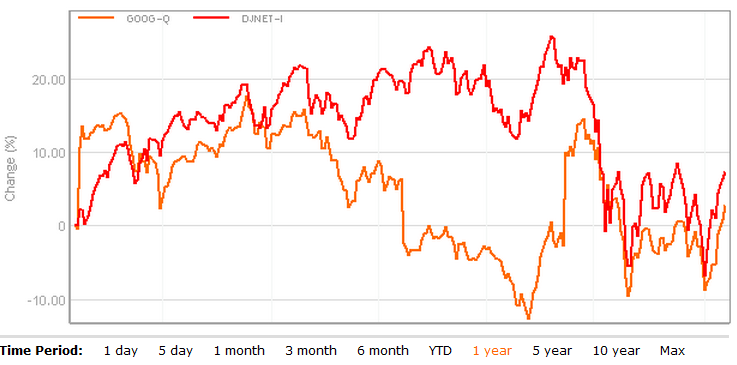 GOOG-Q DJNET-I
Change (%)
20.00
10.00
0
-10.00
Time Period: 1 day 5 day 1 month 3 month 6 month YTD 1 year 5 year 10 year Max